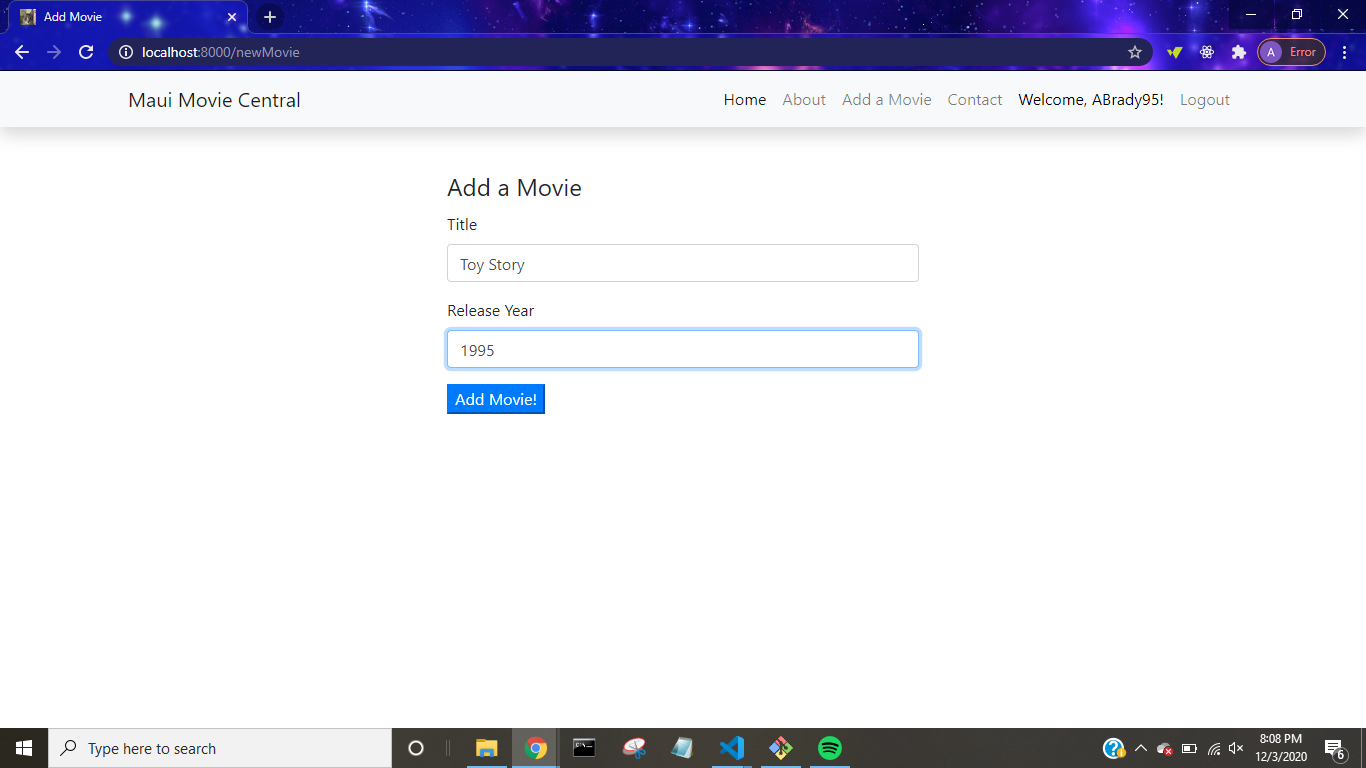 Add Movie
localhost:8000/newMovie
A Error
Maui Movie Central
Home About Add a Movie Contact Welcome, ABrady95! Logout
Add a Movie
Title
Toy Story
Release Year
1995
Add Movie!
Type here to search
8:08 PM
12/3/2020
6